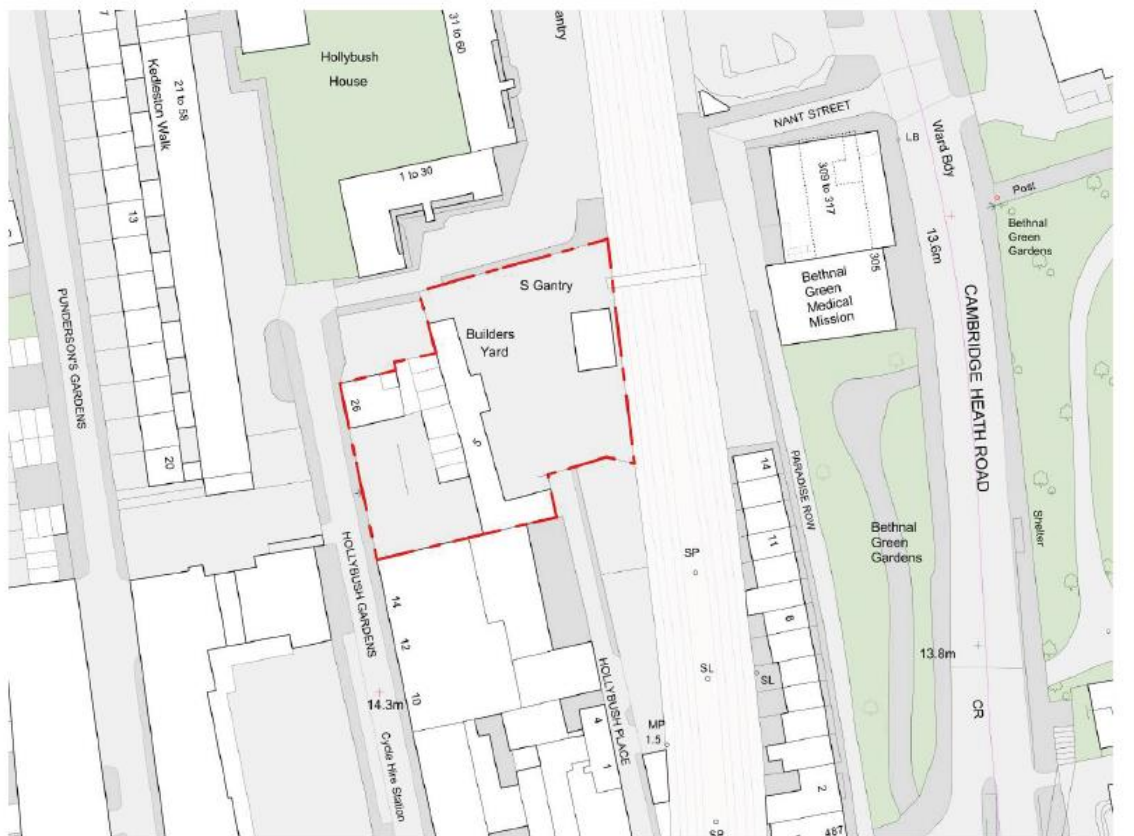 17
Kedleston Walk
21 to 58
Hollybush
House
31 to 60
antry
1 to 30
NANT STREET
LB
Ward Bdy
309 to 317
305
13.6m
Post
Bethnal
Green
Gardens
Bethnal
Green
Medical
Mission
CAMBRIDGE HEATH ROAD
13
PUNDERSON'S GARDENS
20
S Gantry
Builders
Yard
26
5
HOLLYBUSH GARDENS
14
12
10
14.3m
Cycle Hire Station
HOLLYBUSH PLACE
4
1
MP
1.5
SP
SL
SL
PARADISE ROW
14
11
6
2
487
Bethnal
Green
Gardens
Shelter
13.8m
CR